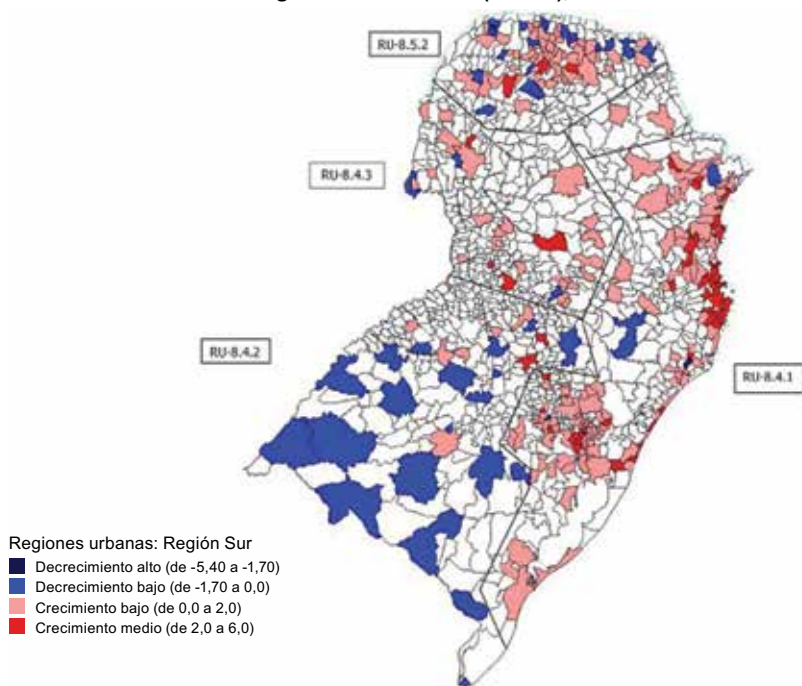 RU-8.5.2
RU-8.4.3
RU-8.4.2
RU-8.4.1
Regiones urbanas: Región Sur
Decrecimiento alto (de -5,40 a -1,70)
Decrecimiento bajo (de -1,70 a 0,0)
Crecimiento bajo (de 0,0 a 2,0)
Crecimiento medio (de 2,0 a 6,0)